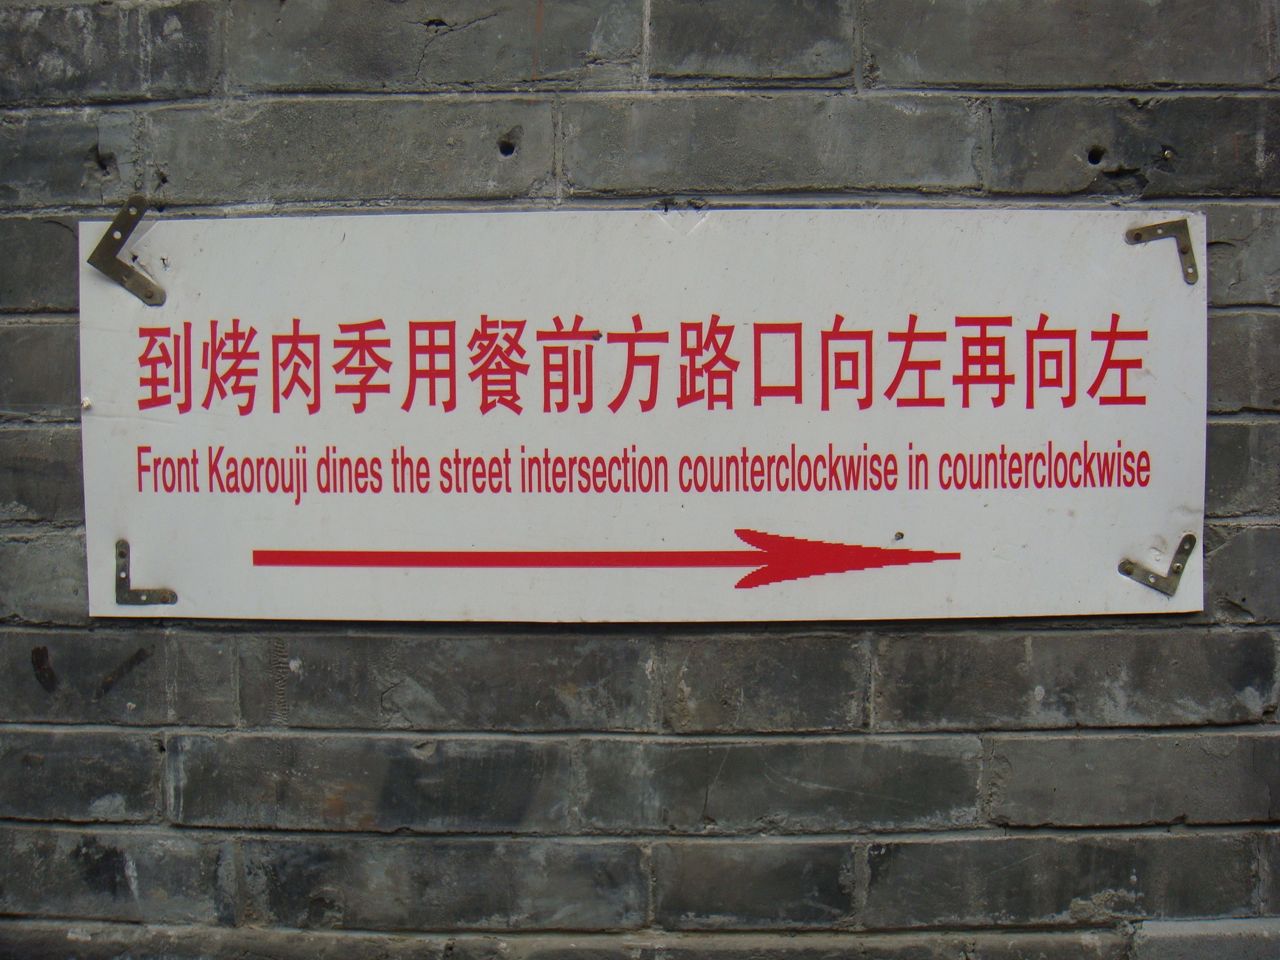 到烤肉季用餐前方路口向左再向左
Front Kaorouji dines the street intersection counterclockwise in counterclockwise